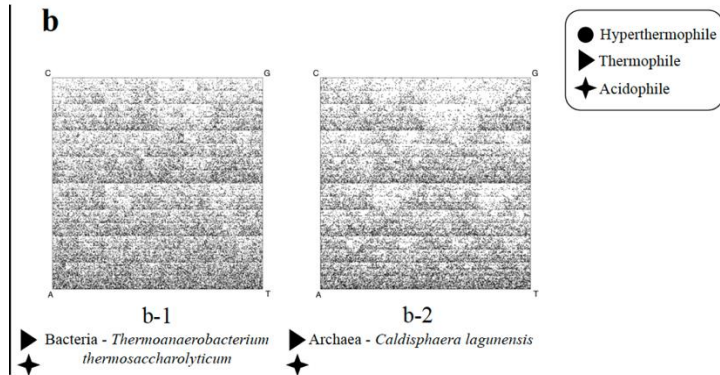 b
Hyperthermophile
Thermophile
Acidophile
C G
C G
A T
A T
b-1
b-2
Bacteria - Thermoanaerobacterium
thermosaccharolyticum
Archaea - Caldisphaera lagunensis